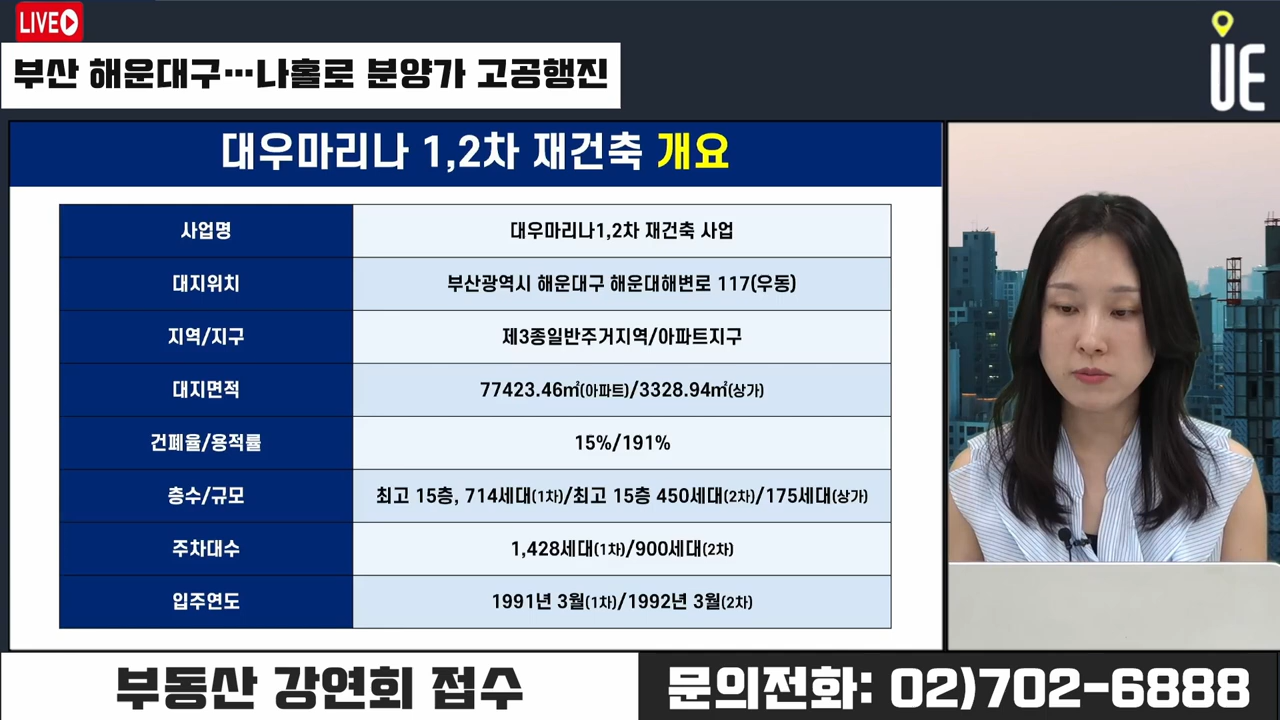 LIVE
부산 해운대구…나홀로 분양가 고공행진
UE
대우마리나 1,2차 재건축 개요
사업명 대우마리나1,2차 재건축 사업
대지위치 부산광역시 해운대구 해운대해변로 117(우동)
지역/지구 제3종일반주거지역/아파트지구
대지면적 77423.46㎡(아파트)/3328.94㎡(상가)
건폐율/용적률 15%/191%
층수/규모 최고 15층, 714세대(1차)/최고 15층 450세대(2차)/175세대(상가)
주차대수 1,428세대(1차)/900세대(2차)
입주연도 1991년 3월(1차)/1992년 3월(2차)
부동산 강연회 접수
문의전화: 02)702-6888